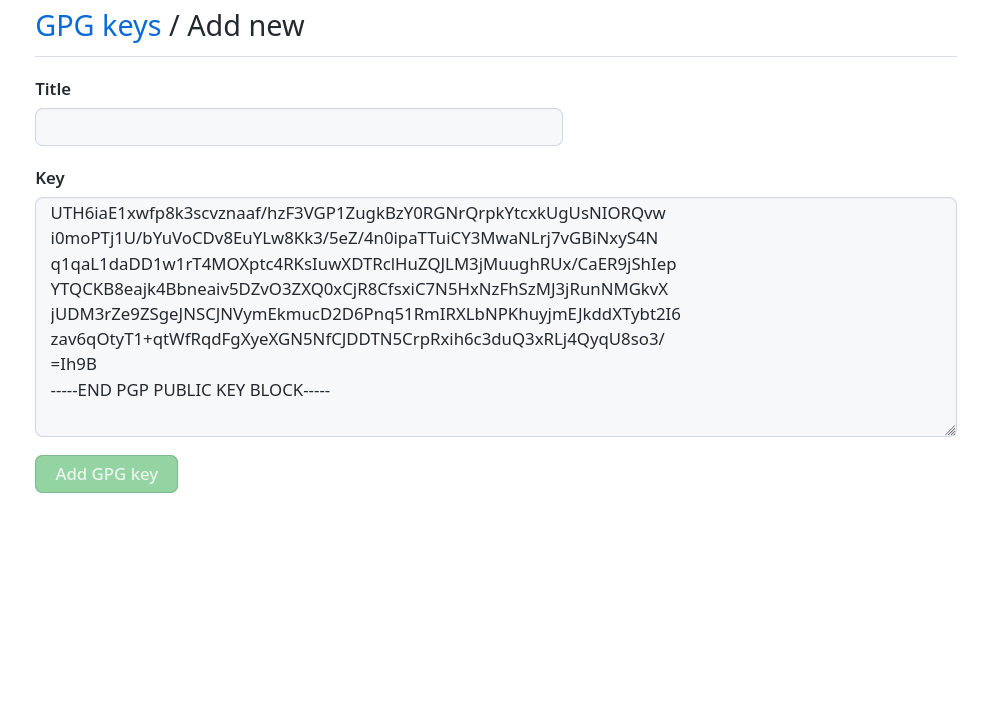 GPG keys / Add new
Title
Key
UTH6iaE1xwfp8k3scvznaaf/hzF3VGP1ZugkBzY0RGNrQrpkYtcxkUgUsNIORQvw
i0moPTj1U/bYuVoCDv8EuYLw8Kk3/5eZ/4n0ipaTTuiCY3MwaNLrj7vGBiNxyS4N
q1qaL1daDD1w1rT4MOXptc4RKsIuwXDTRclHuZQJLM3jMuughRUx/CaER9jShIep
YTQCKB8eajk4Bbneaiv5DZvO3ZXQ0xCjR8CfsxiC7N5HxNzFhSzMJ3jRunNMGkvX
jUDM3rZe9ZSgeJNSCJNVymEkmucD2D6Pnq51RmIRXLbNPKhuyjmEJkddXTybt2I6
zav6qOtyT1+qtWfRqdFgXyeXGN5NfCJDDTN5CrpRxih6c3duQ3xRLj4QyqU8so3/
=Ih9B
-----END PGP PUBLIC KEY BLOCK-----
Add GPG key